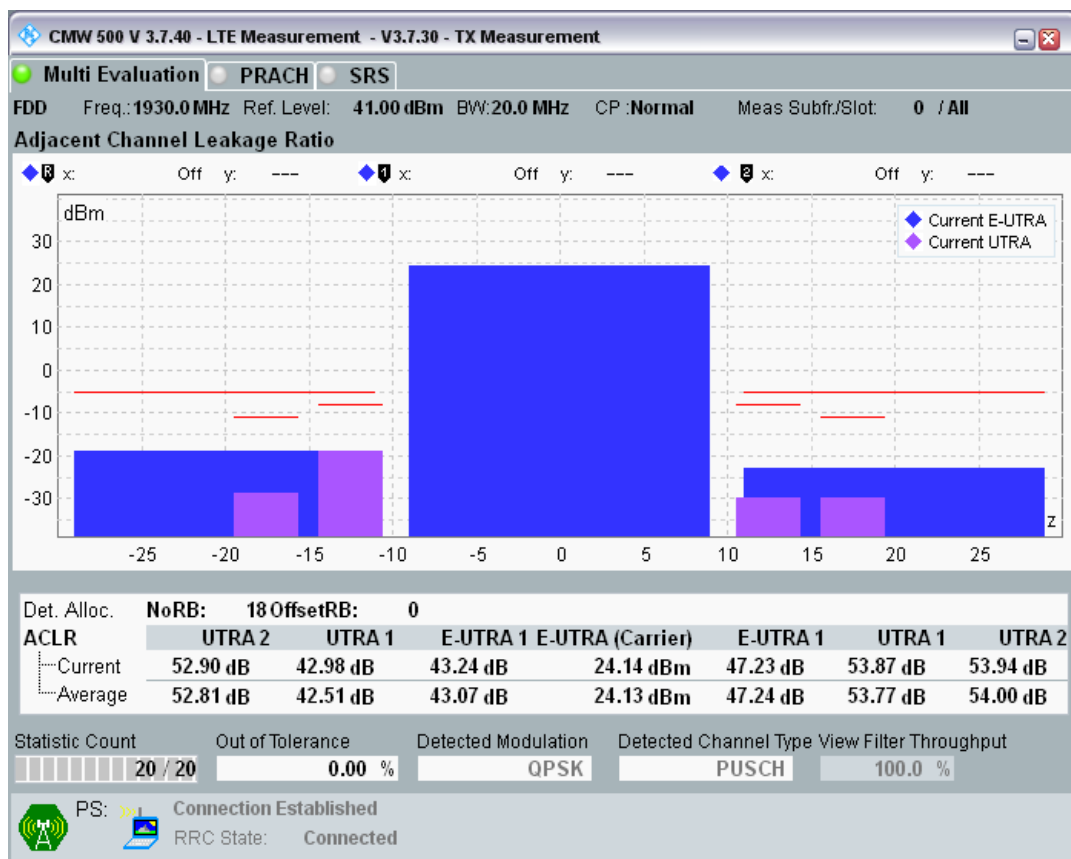 CMW 500 V 3.7.40 - LTE Measurement - V3.7.30 - TX Measurement
Multi Evaluation PRACH SRS
FDD Freq.: 1930.0 MHz Ref. Level: 41.00 dBm BW: 20.0 MHz CP : Normal Meas Subfr./Slot: 0 / All
Adjacent Channel Leakage Ratio
R x: Off y: --- 1 x: Off y: --- 2 x: Off y: ---
dBm
Current E-UTRA
Current UTRA
30
20
10
0
-10
-20
-30
z
-25 -20 -15 -10 -5 0 5 10 15 20 25
Det. Alloc. NoRB: 18 OffsetRB: 0
ACLR UTRA 2 UTRA 1 E-UTRA 1 E-UTRA (Carrier) E-UTRA 1 UTRA 1 UTRA 2
Current 52.90 dB 42.98 dB 43.24 dB 24.14 dBm 47.23 dB 53.87 dB 53.94 dB
Average 52.81 dB 42.51 dB 43.07 dB 24.13 dBm 47.24 dB 53.77 dB 54.00 dB
Statistic Count Out of Tolerance Detected Modulation Detected Channel Type View Filter Throughput
20 / 20 0.00 % QPSK PUSCH 100.0 %
PS: Connection Established
RRC State: Connected